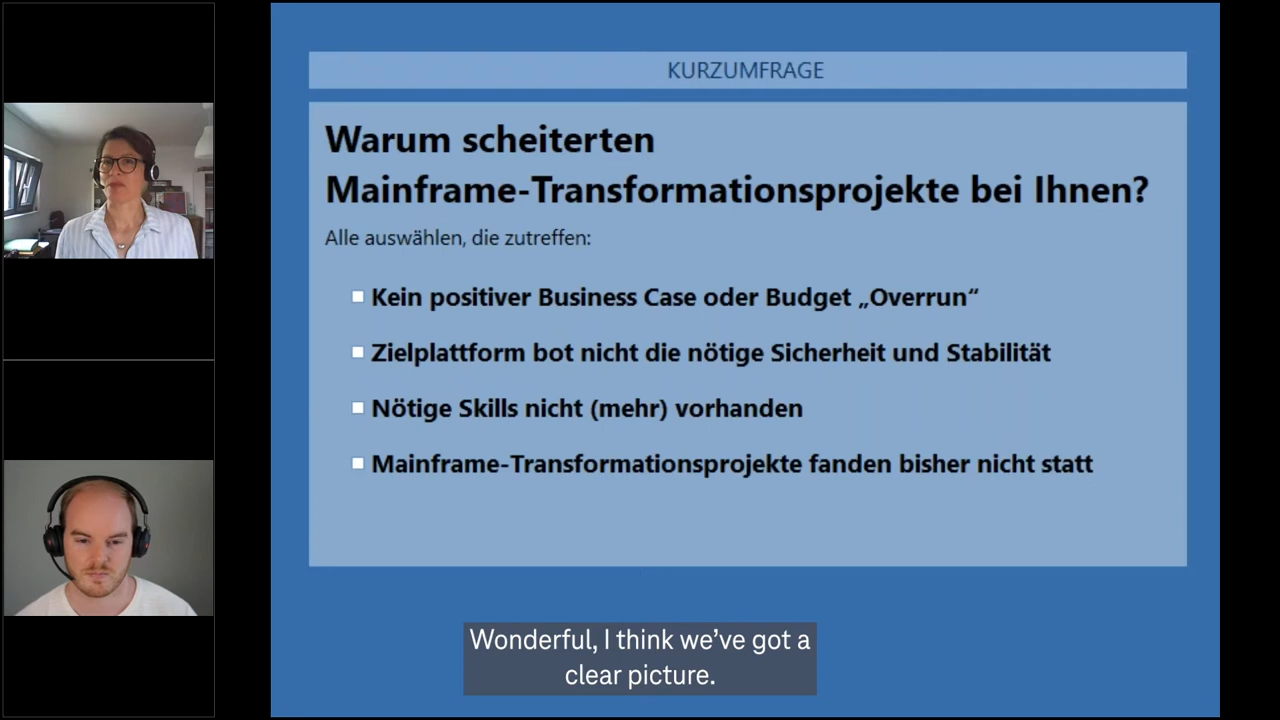 KURZUMFRAGE
Warum scheiterten
Mainframe-Transformationsprojekte bei Ihnen?
Alle auswählen, die zutreffen:
Kein positiver Business Case oder Budget „Overrun“
Zielplattform bot nicht die nötige Sicherheit und Stabilität
Nötige Skills nicht (mehr) vorhanden
Mainframe-Transformationsprojekte fanden bisher nicht statt
Wonderful, I think we’ve got a
clear picture.